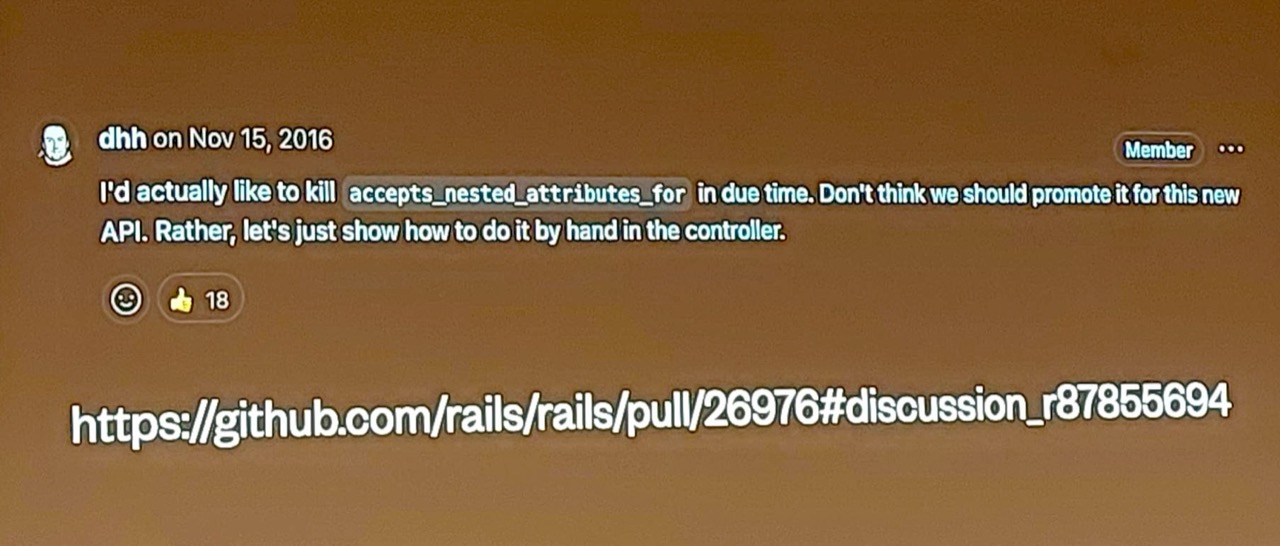 dhh on Nov 15, 2016
Member
I'd actually like to kill accepts_nested_attributes_for in due time. Don't think we should promote it for this new
API. Rather, let's just show how to do it by hand in the controller.
👍 18
https://github.com/rails/rails/pull/26976#discussion_r87855694